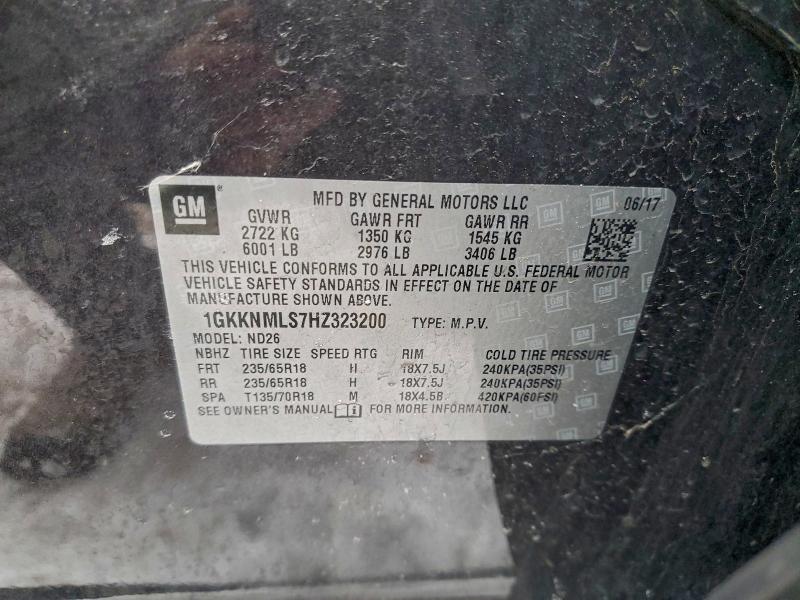 GM ®
MFD BY GENERAL MOTORS LLC 06/17
GVWR GAWR FRT GAWR RR
2722 KG 1350 KG 1545 KG
6001 LB 2976 LB 3406 LB
THIS VEHICLE CONFORMS TO ALL APPLICABLE U.S. FEDERAL MOTOR
VEHICLE SAFETY STANDARDS IN EFFECT ON THE DATE OF
MANUFACTURE SHOWN ABOVE.
1GKKNMLS7HZ323200 TYPE: M.P.V.
MODEL: ND26
NBHZ TIRE SIZE SPEED RTG RIM COLD TIRE PRESSURE
FRT 235/65R18 H 18X7.5J 240KPA(35PSI)
RR 235/65R18 H 18X7.5J 240KPA(35PSI)
SPA T135/70R18 M 18X4.5B 420KPA(60PSI)
SEE OWNER'S MANUAL FOR MORE INFORMATION.